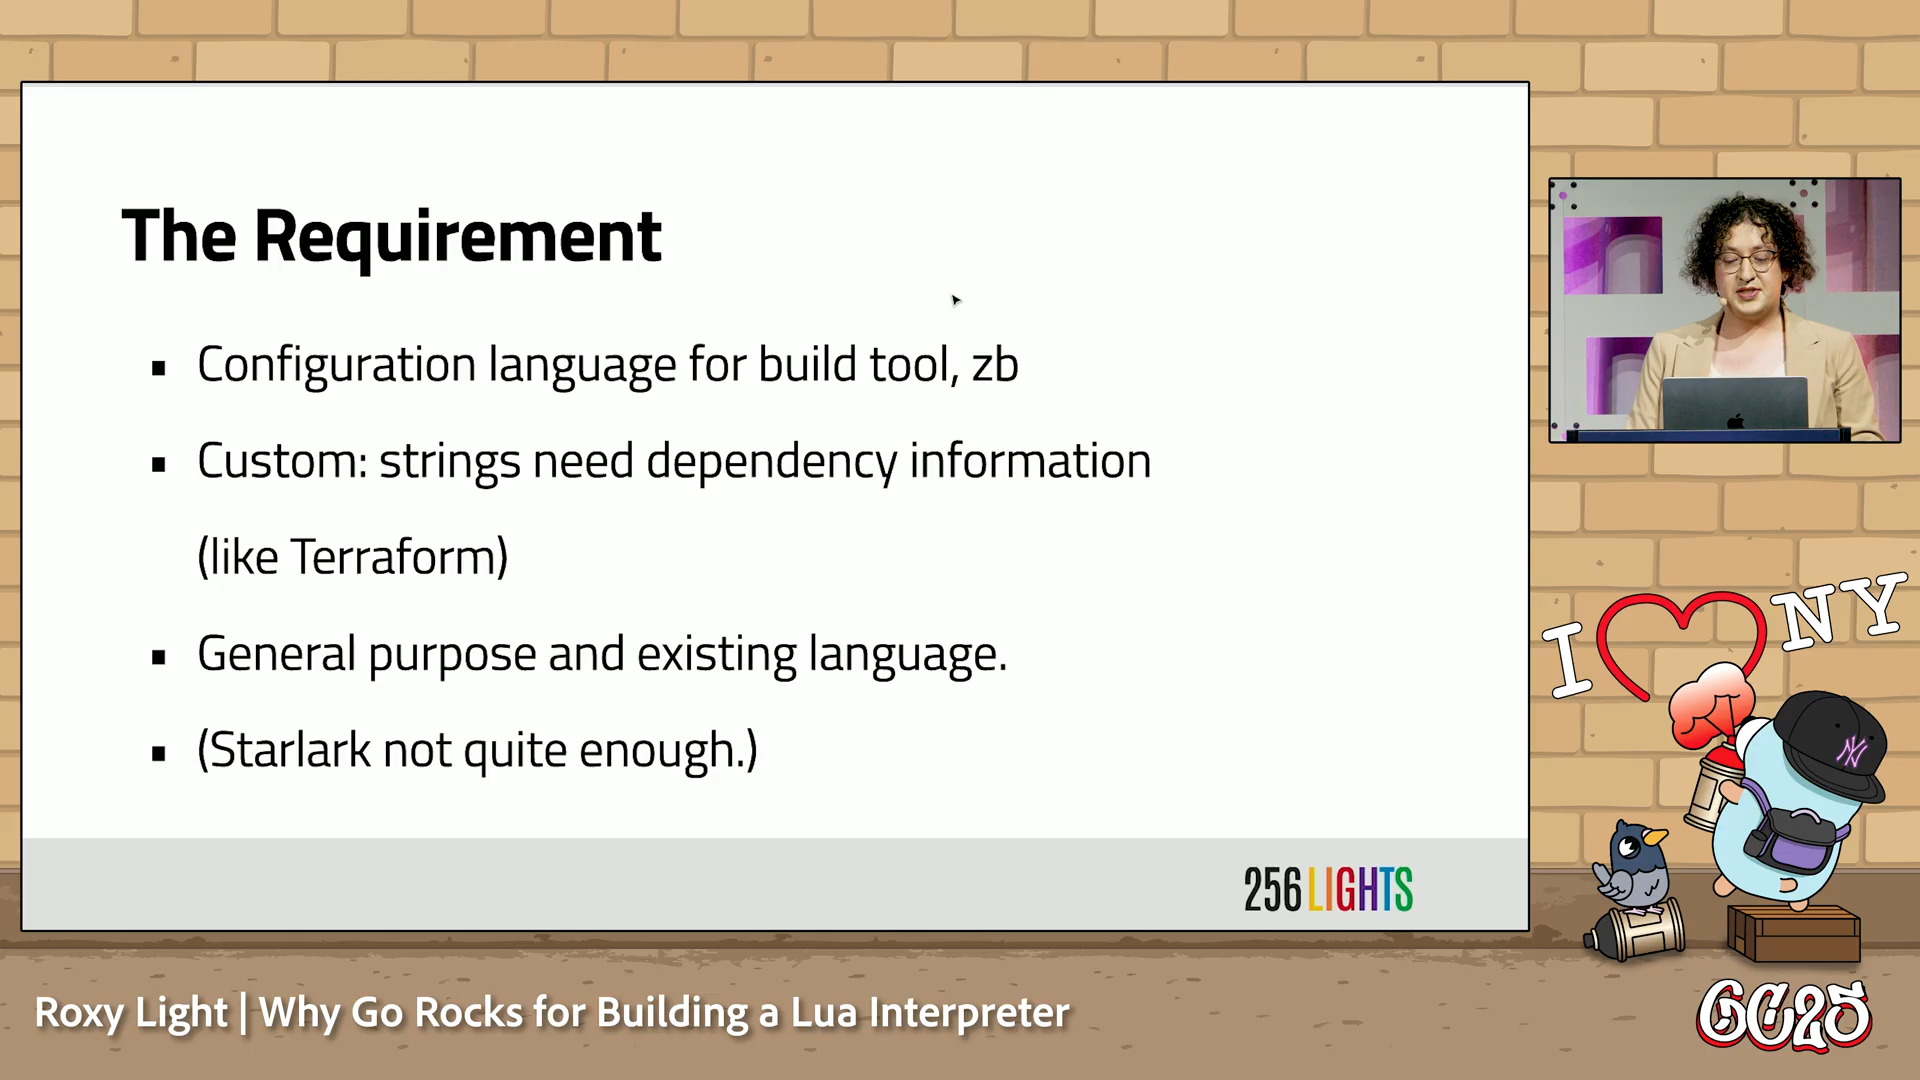 The Requirement
▪ Configuration language for build tool, zb
▪ Custom: strings need dependency information
(like Terraform)
▪ General purpose and existing language.
▪ (Starlark not quite enough.)
256 LIGHTS
I NY
NY
Roxy Light | Why Go Rocks for Building a Lua Interpreter
GC25